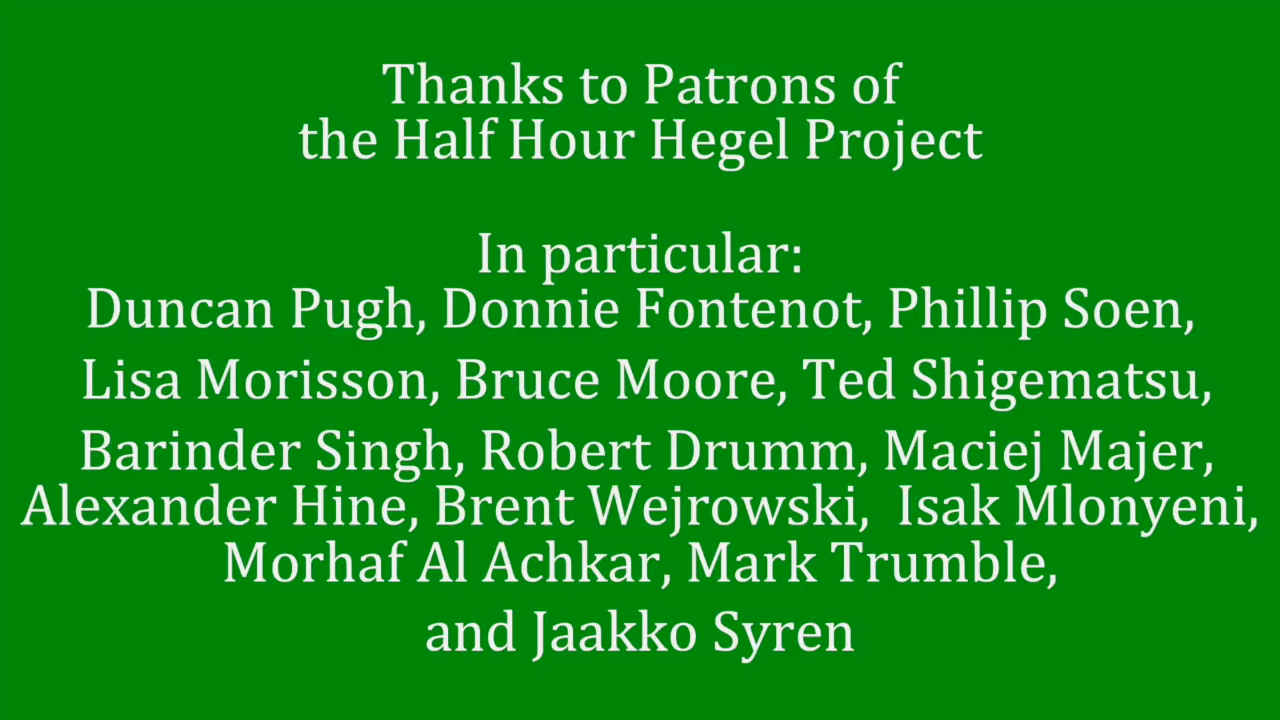 Thanks to Patrons of
the Half Hour Hegel Project
In particular:
Duncan Pugh, Donnie Fontenot, Phillip Soen,
Lisa Morisson, Bruce Moore, Ted Shigematsu,
Barinder Singh, Robert Drumm, Maciej Majer,
Alexander Hine, Brent Wejrowski,  Isak Mlonyeni,
Morhaf Al Achkar, Mark Trumble,
and Jaakko Syren